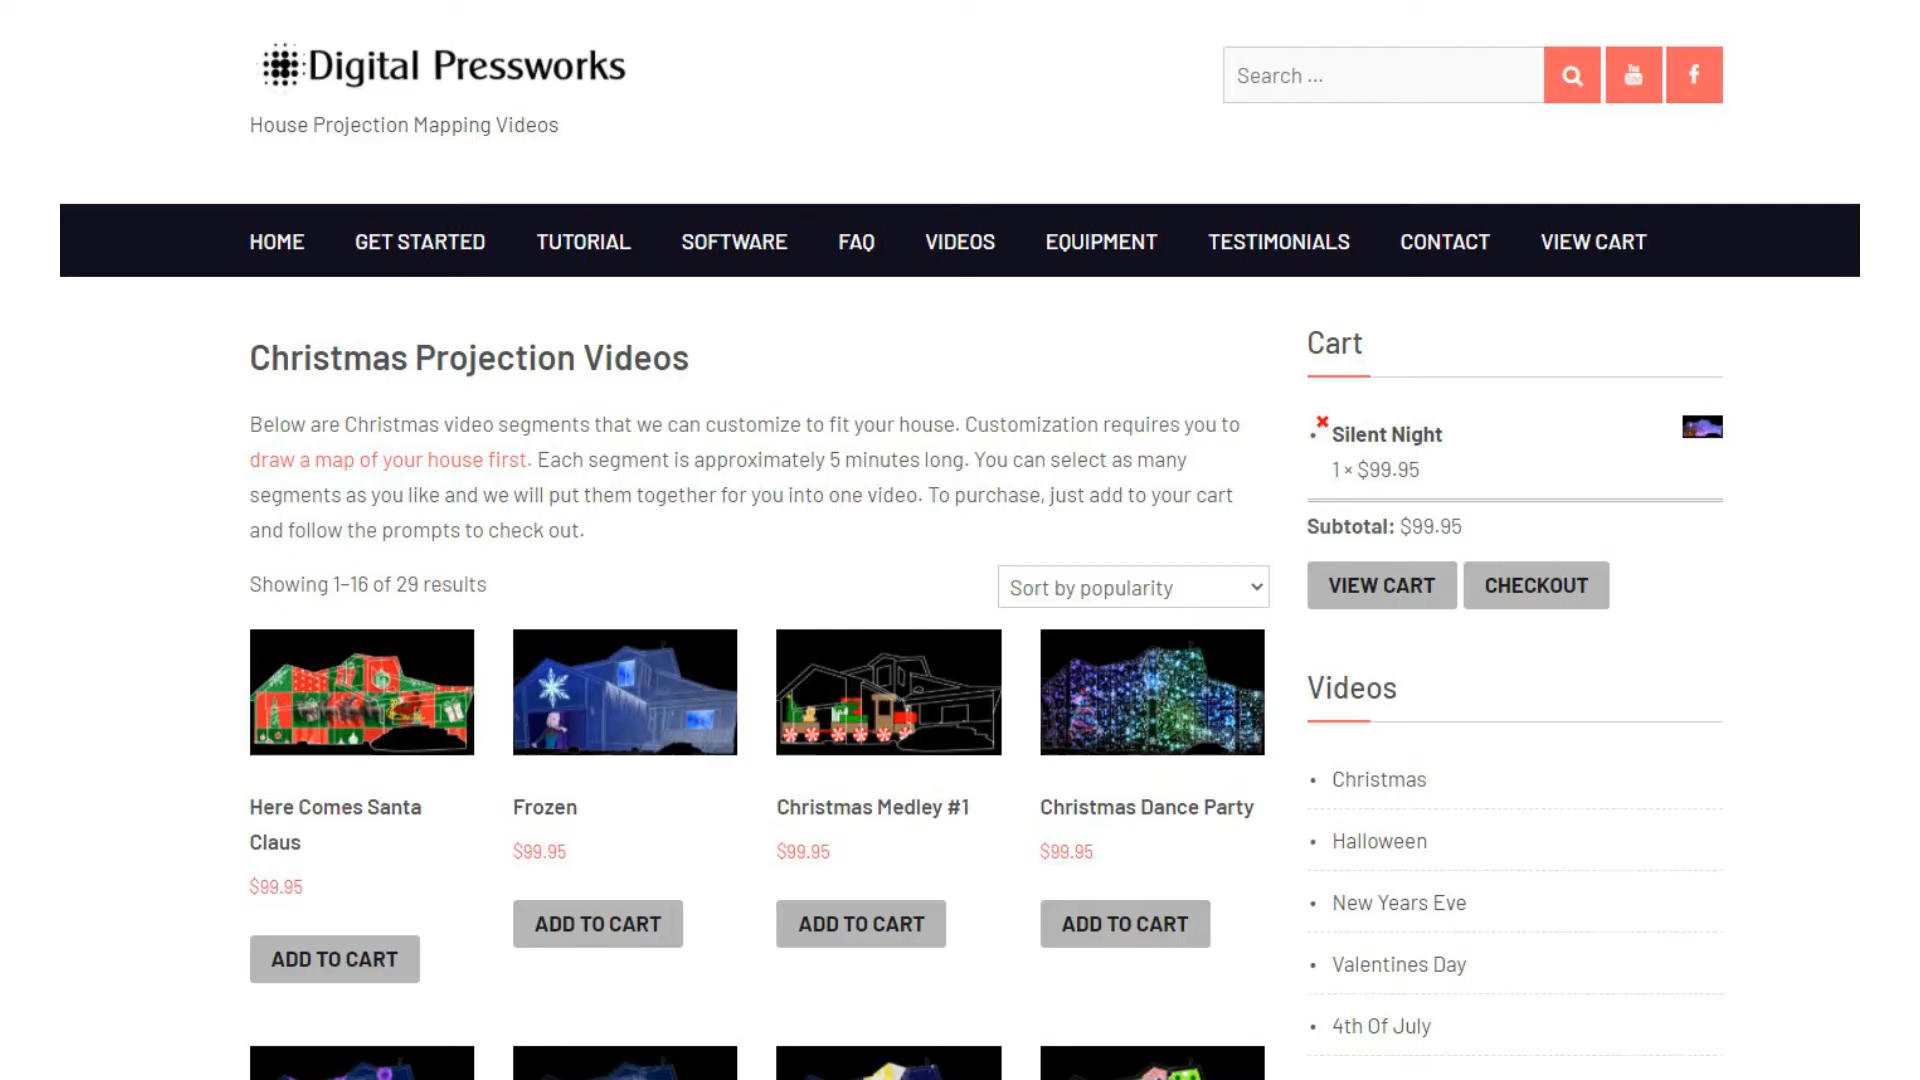 Digital Pressworks
House Projection Mapping Videos
Search ...
You
HOME GET STARTED TUTORIAL SOFTWARE FAQ VIDEOS EQUIPMENT TESTIMONIALS CONTACT VIEW CART
Christmas Projection Videos
Below are Christmas video segments that we can customize to fit your house. Customization requires you to
draw a map of your house first. Each segment is approximately 5 minutes long. You can select as many
segments as you like and we will put them together for you into one video. To purchase, just add to your cart
and follow the prompts to check out.
Showing 1–16 of 29 results
Sort by popularity
Here Comes Santa
Claus
$99.95
ADD TO CART
Frozen
$99.95
ADD TO CART
Christmas Medley #1
$99.95
ADD TO CART
Christmas Dance Party
$99.95
ADD TO CART
Cart
Silent Night
1 × $99.95
Subtotal: $99.95
VIEW CART CHECKOUT
Videos
Christmas
Halloween
New Years Eve
Valentines Day
4th Of July